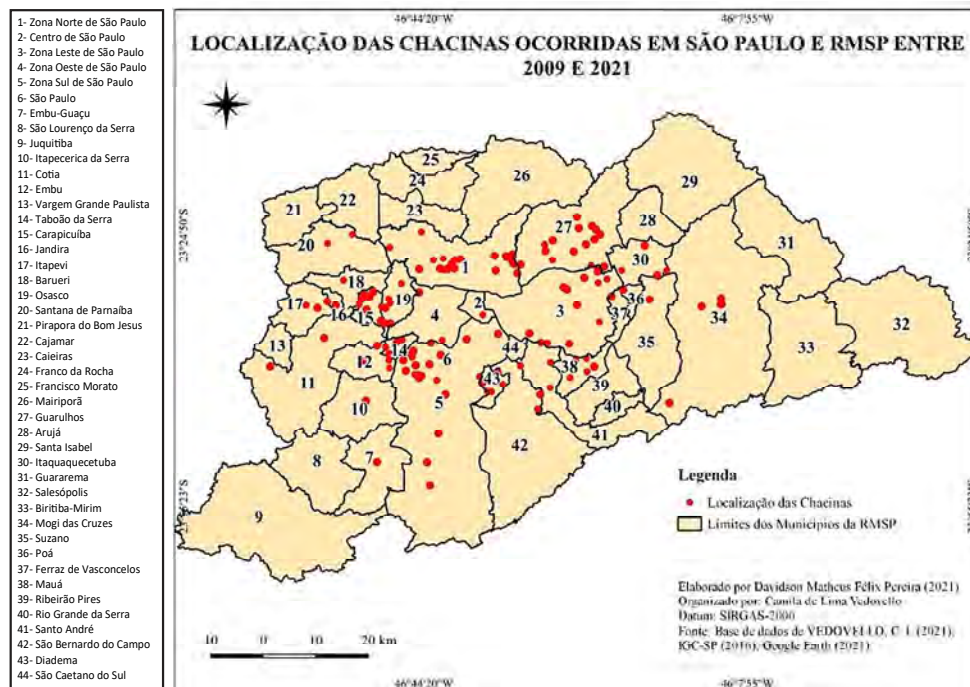 1- Zona Norte de São Paulo
2- Centro de São Paulo
3- Zona Leste de São Paulo
4- Zona Oeste de São Paulo
5- Zona Sul de São Paulo
6- São Paulo
7- Embu-Guaçu
8- São Lourenço da Serra
9- Juquitiba
10- Itapecerica da Serra
11- Cotia
12- Embu
13- Vargem Grande Paulista
14- Taboão da Serra
15- Carapicuíba
16- Jandira
17- Itapevi
18- Barueri
19- Osasco
20- Santana de Parnaíba
21- Pirapora do Bom Jesus
22- Cajamar
23- Caieiras
24- Franco da Rocha
25- Francisco Morato
26- Mairiporã
27- Guarulhos
28- Arujá
29- Santa Isabel
30- Itaquaquecetuba
31- Guararema
32- Salesópolis
33- Biritiba-Mirim
34- Mogi das Cruzes
35- Suzano
36- Poá
37- Ferraz de Vasconcelos
38- Mauá
39- Ribeirão Pires
40- Rio Grande da Serra
41- Santo André
42- São Bernardo do Campo
43- Diadema
44- São Caetano do Sul
46°44'20"W 46°7'55"W
LOCALIZAÇÃO DAS CHACINAS OCORRIDAS EM SÃO PAULO E RMSP ENTRE
2009 E 2021
23°24'50"S
25
24
26
29
22
21
23
27
28
20
30
31
1
18
17
16
15
19
4
2
3
36
37
34
32
33
13
14
12
6
44
38
35
11
43
39
10
5
40
41
42
8
7
9
Legenda
Localização das Chacinas
Limites dos Municípios da RMSP
Elaborado por Davidson Matheus Félix Pereira (2021)
Organizado por: Camila de Lima Vedovello
Datum: SIRGAS-2000
Fonte: Base de dados de VEDOVELLO, C. L (2021);
IGC-SP (2016); Google Earth (2021)
10 0 10 20 km
46°44'20"W 46°7'55"W